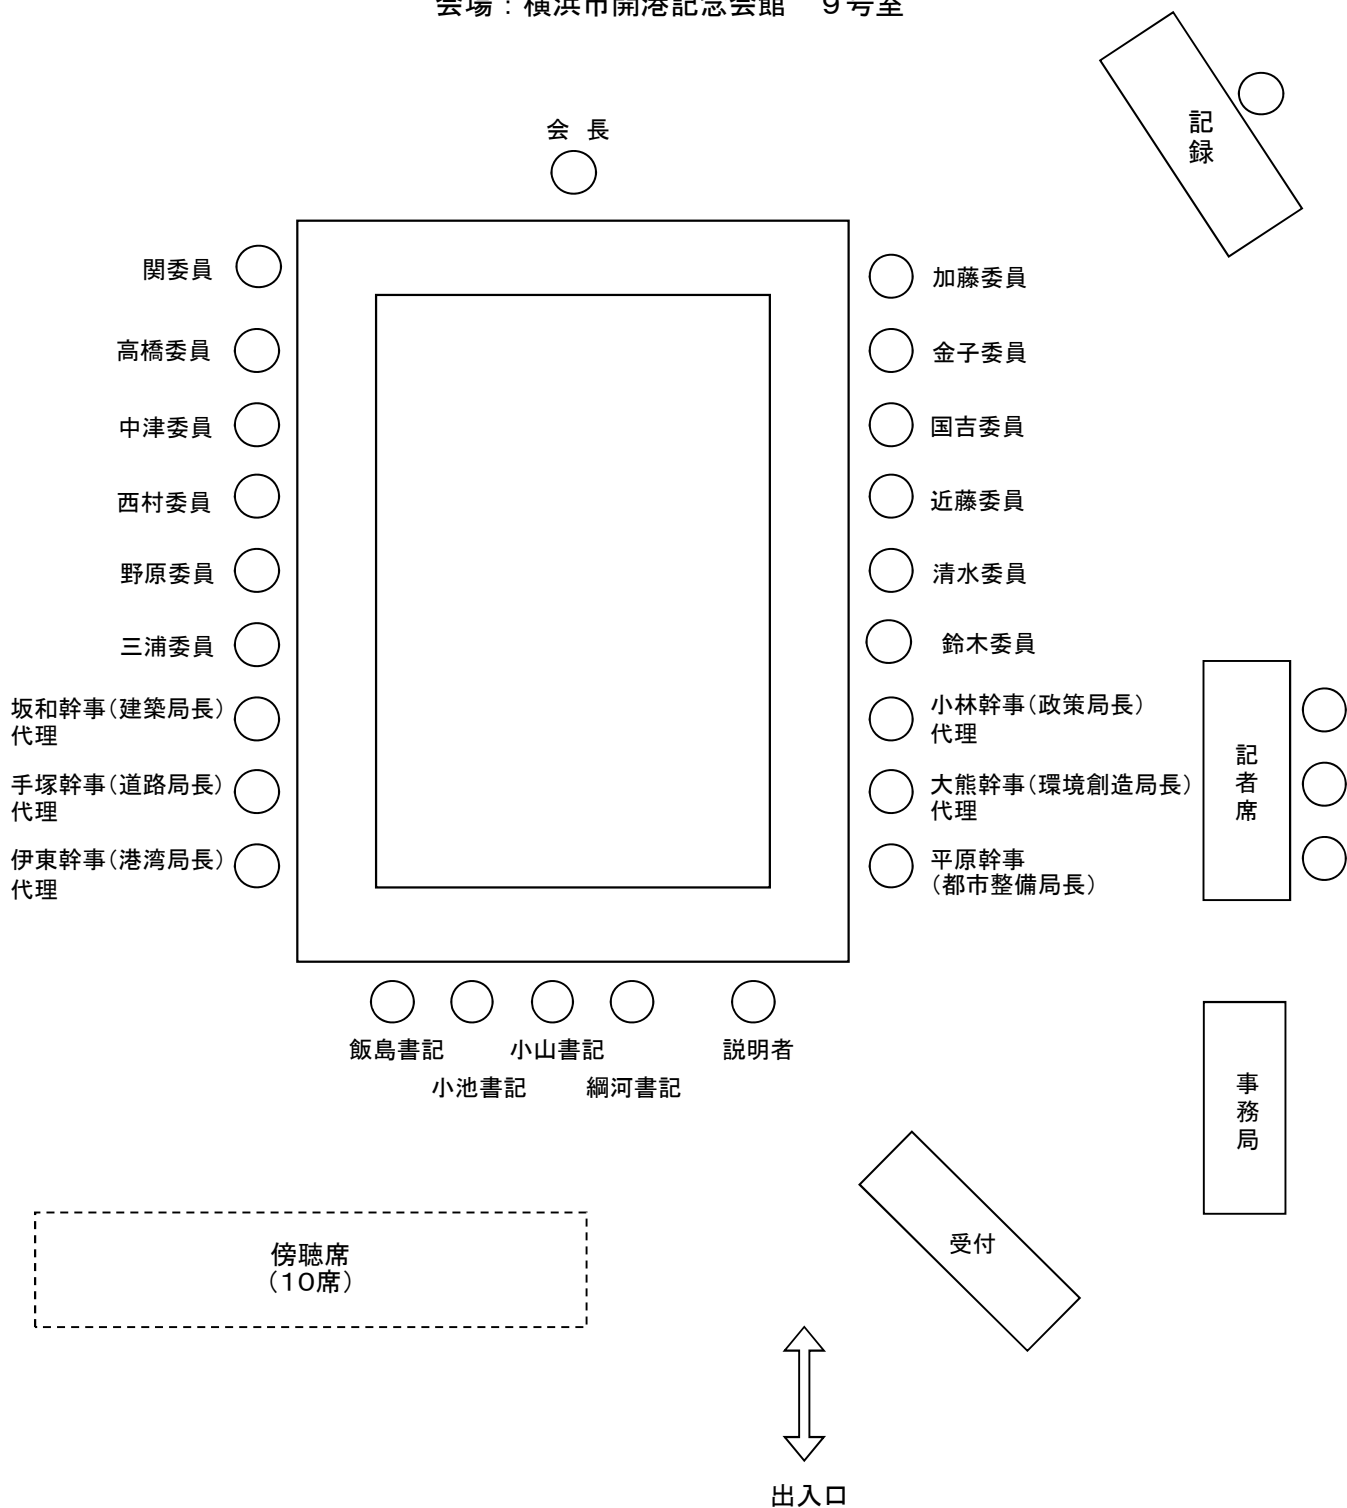 会場：横浜市開港記念会館　９号室
記録
会　長
関委員
加藤委員
高橋委員
金子委員
中津委員
国吉委員
西村委員
近藤委員
野原委員
清水委員
三浦委員
鈴木委員
坂和幹事（建築局長）
代理
小林幹事（政策局長）
代理
手塚幹事（道路局長）
代理
大熊幹事（環境創造局長）
代理
記者席
伊東幹事（港湾局長）
代理
平原幹事
（都市整備局長）
飯島書記
小山書記
説明者
小池書記
綱河書記
事務局
受付
傍聴席
（１０席）
出入口